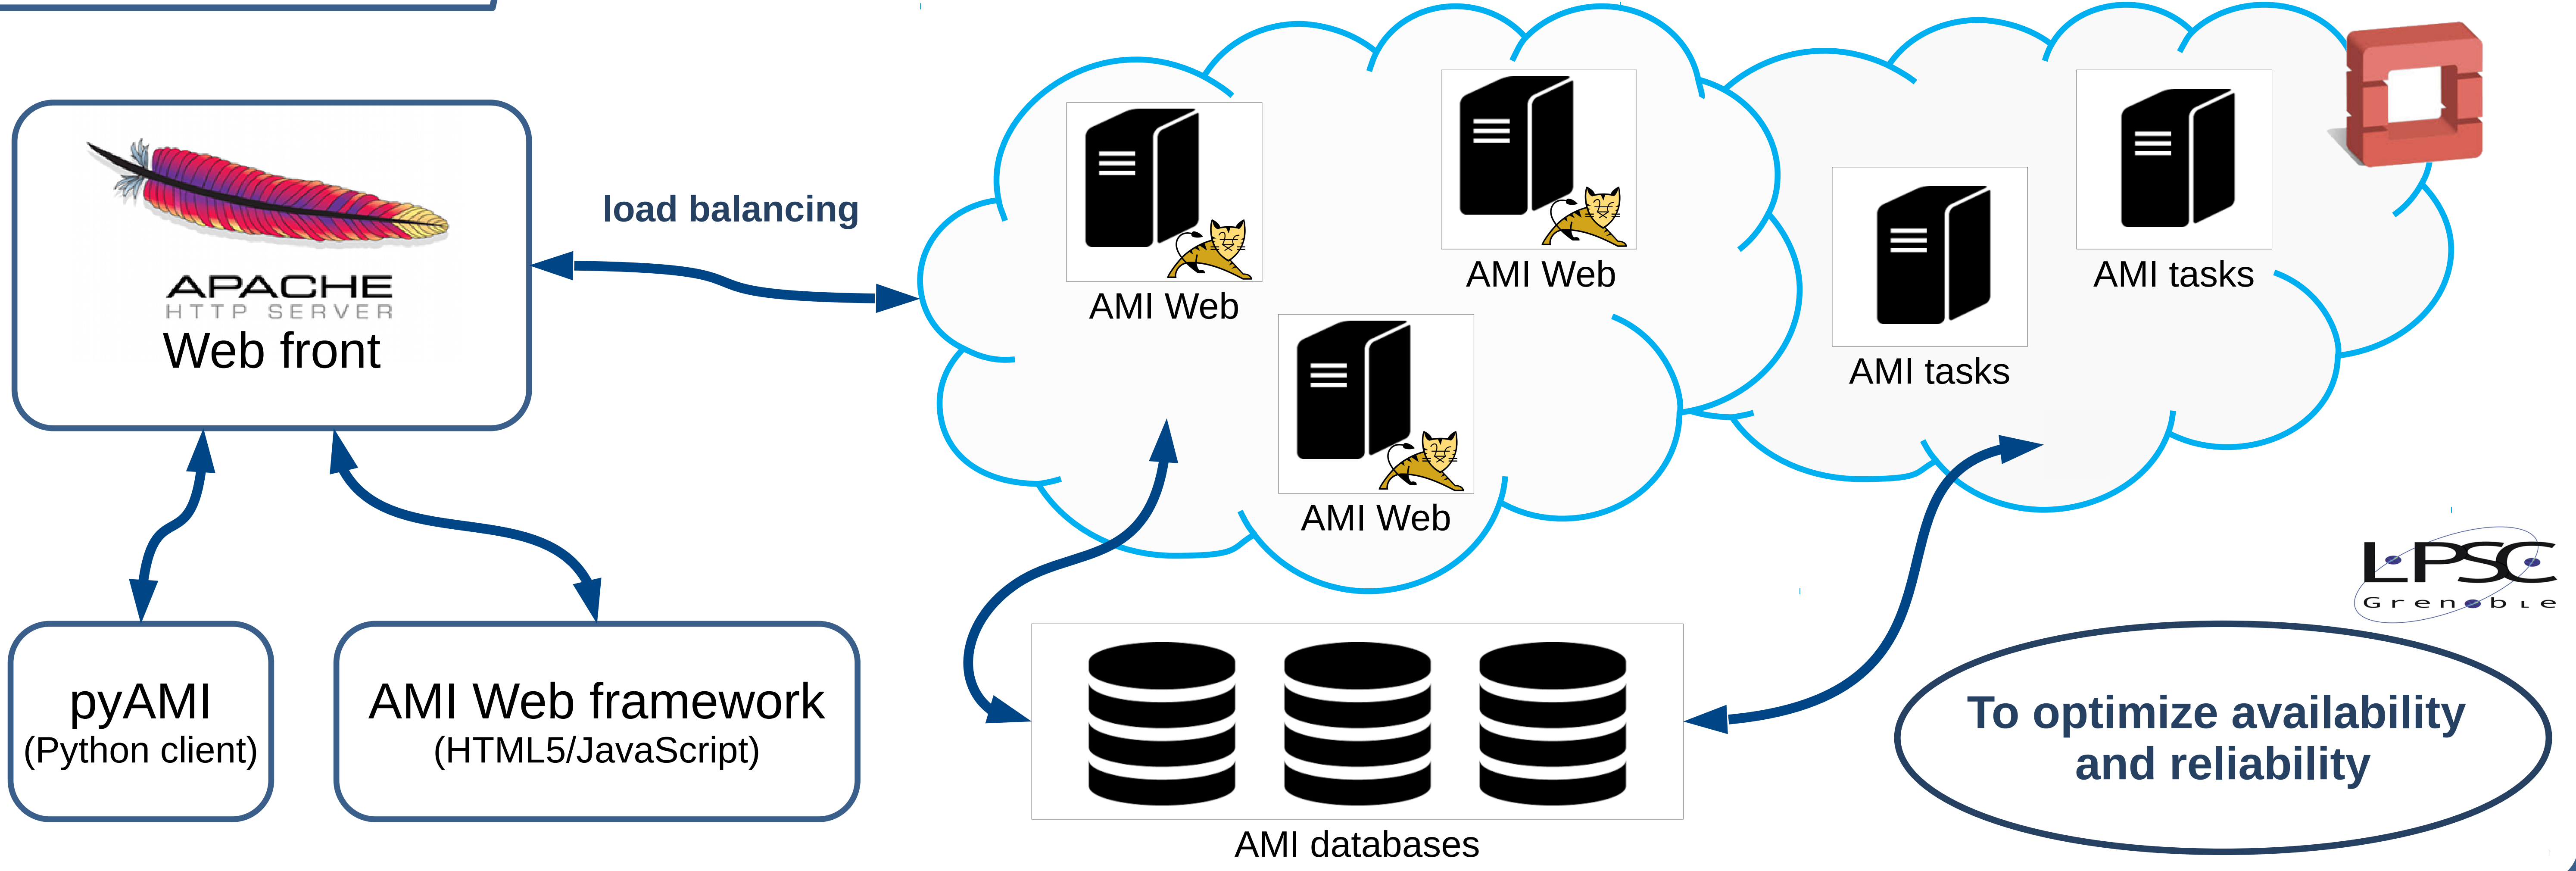 APACHE
HTTP SERVER
Web front
load balancing
AMI Web
AMI Web
AMI Web
AMI tasks
AMI tasks
LPSC
Grenoble
pyAMI
(Python client)
AMI Web framework
(HTML5/JavaScript)
AMI databases
To optimize availability
and reliability